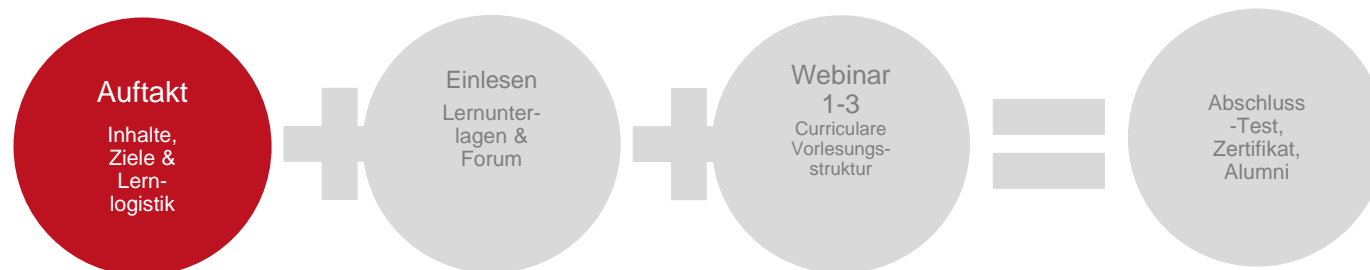 Auftakt
Inhalte,
Ziele &
Lern-
logistik
Einlesen
Lernunter-
lagen &
Forum
Webinar
1-3
Curriculare
Vorlesungs-
struktur
Abschluss
-Test,
Zertifikat,
Alumni